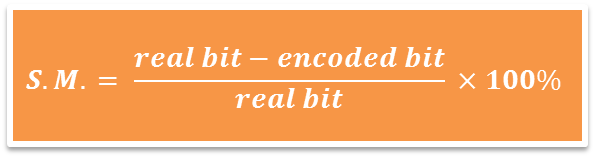 S. M. = real bit − encoded bit / real bit × 100%